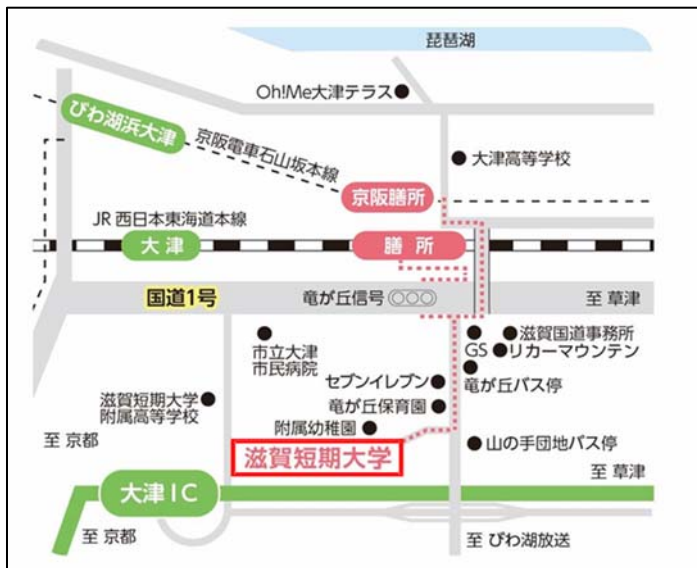 琵琶湖
Oh!Me大津テラス
びわ湖浜大津
京阪電車石山坂本線
大津高等学校
京阪膳所
JR 西日本東海道本線
大津
膳所
国道1号
竜が丘信号
至 草津
市立大津
市民病院
GS
滋賀国道事務所
リカーマウンテン
セブンイレブン
竜が丘バス停
滋賀短期大学
附属高等学校
竜が丘保育園
附属幼稚園
至 京都
滋賀短期大学
山の手団地バス停
至 草津
大津IC
至 京都
至 びわ湖放送